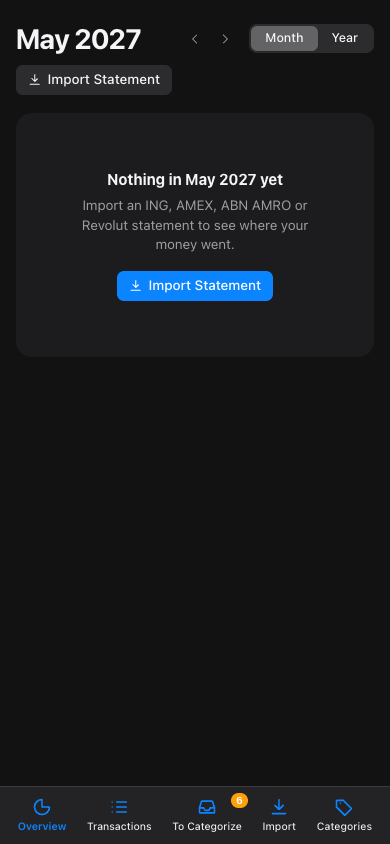 May 2027
Month
Year
Import Statement
Nothing in May 2027 yet
Import an ING, AMEX, ABN AMRO or
Revolut statement to see where your
money went.
Import Statement
6
Overview
Transactions
To Categorize
Import
Categories